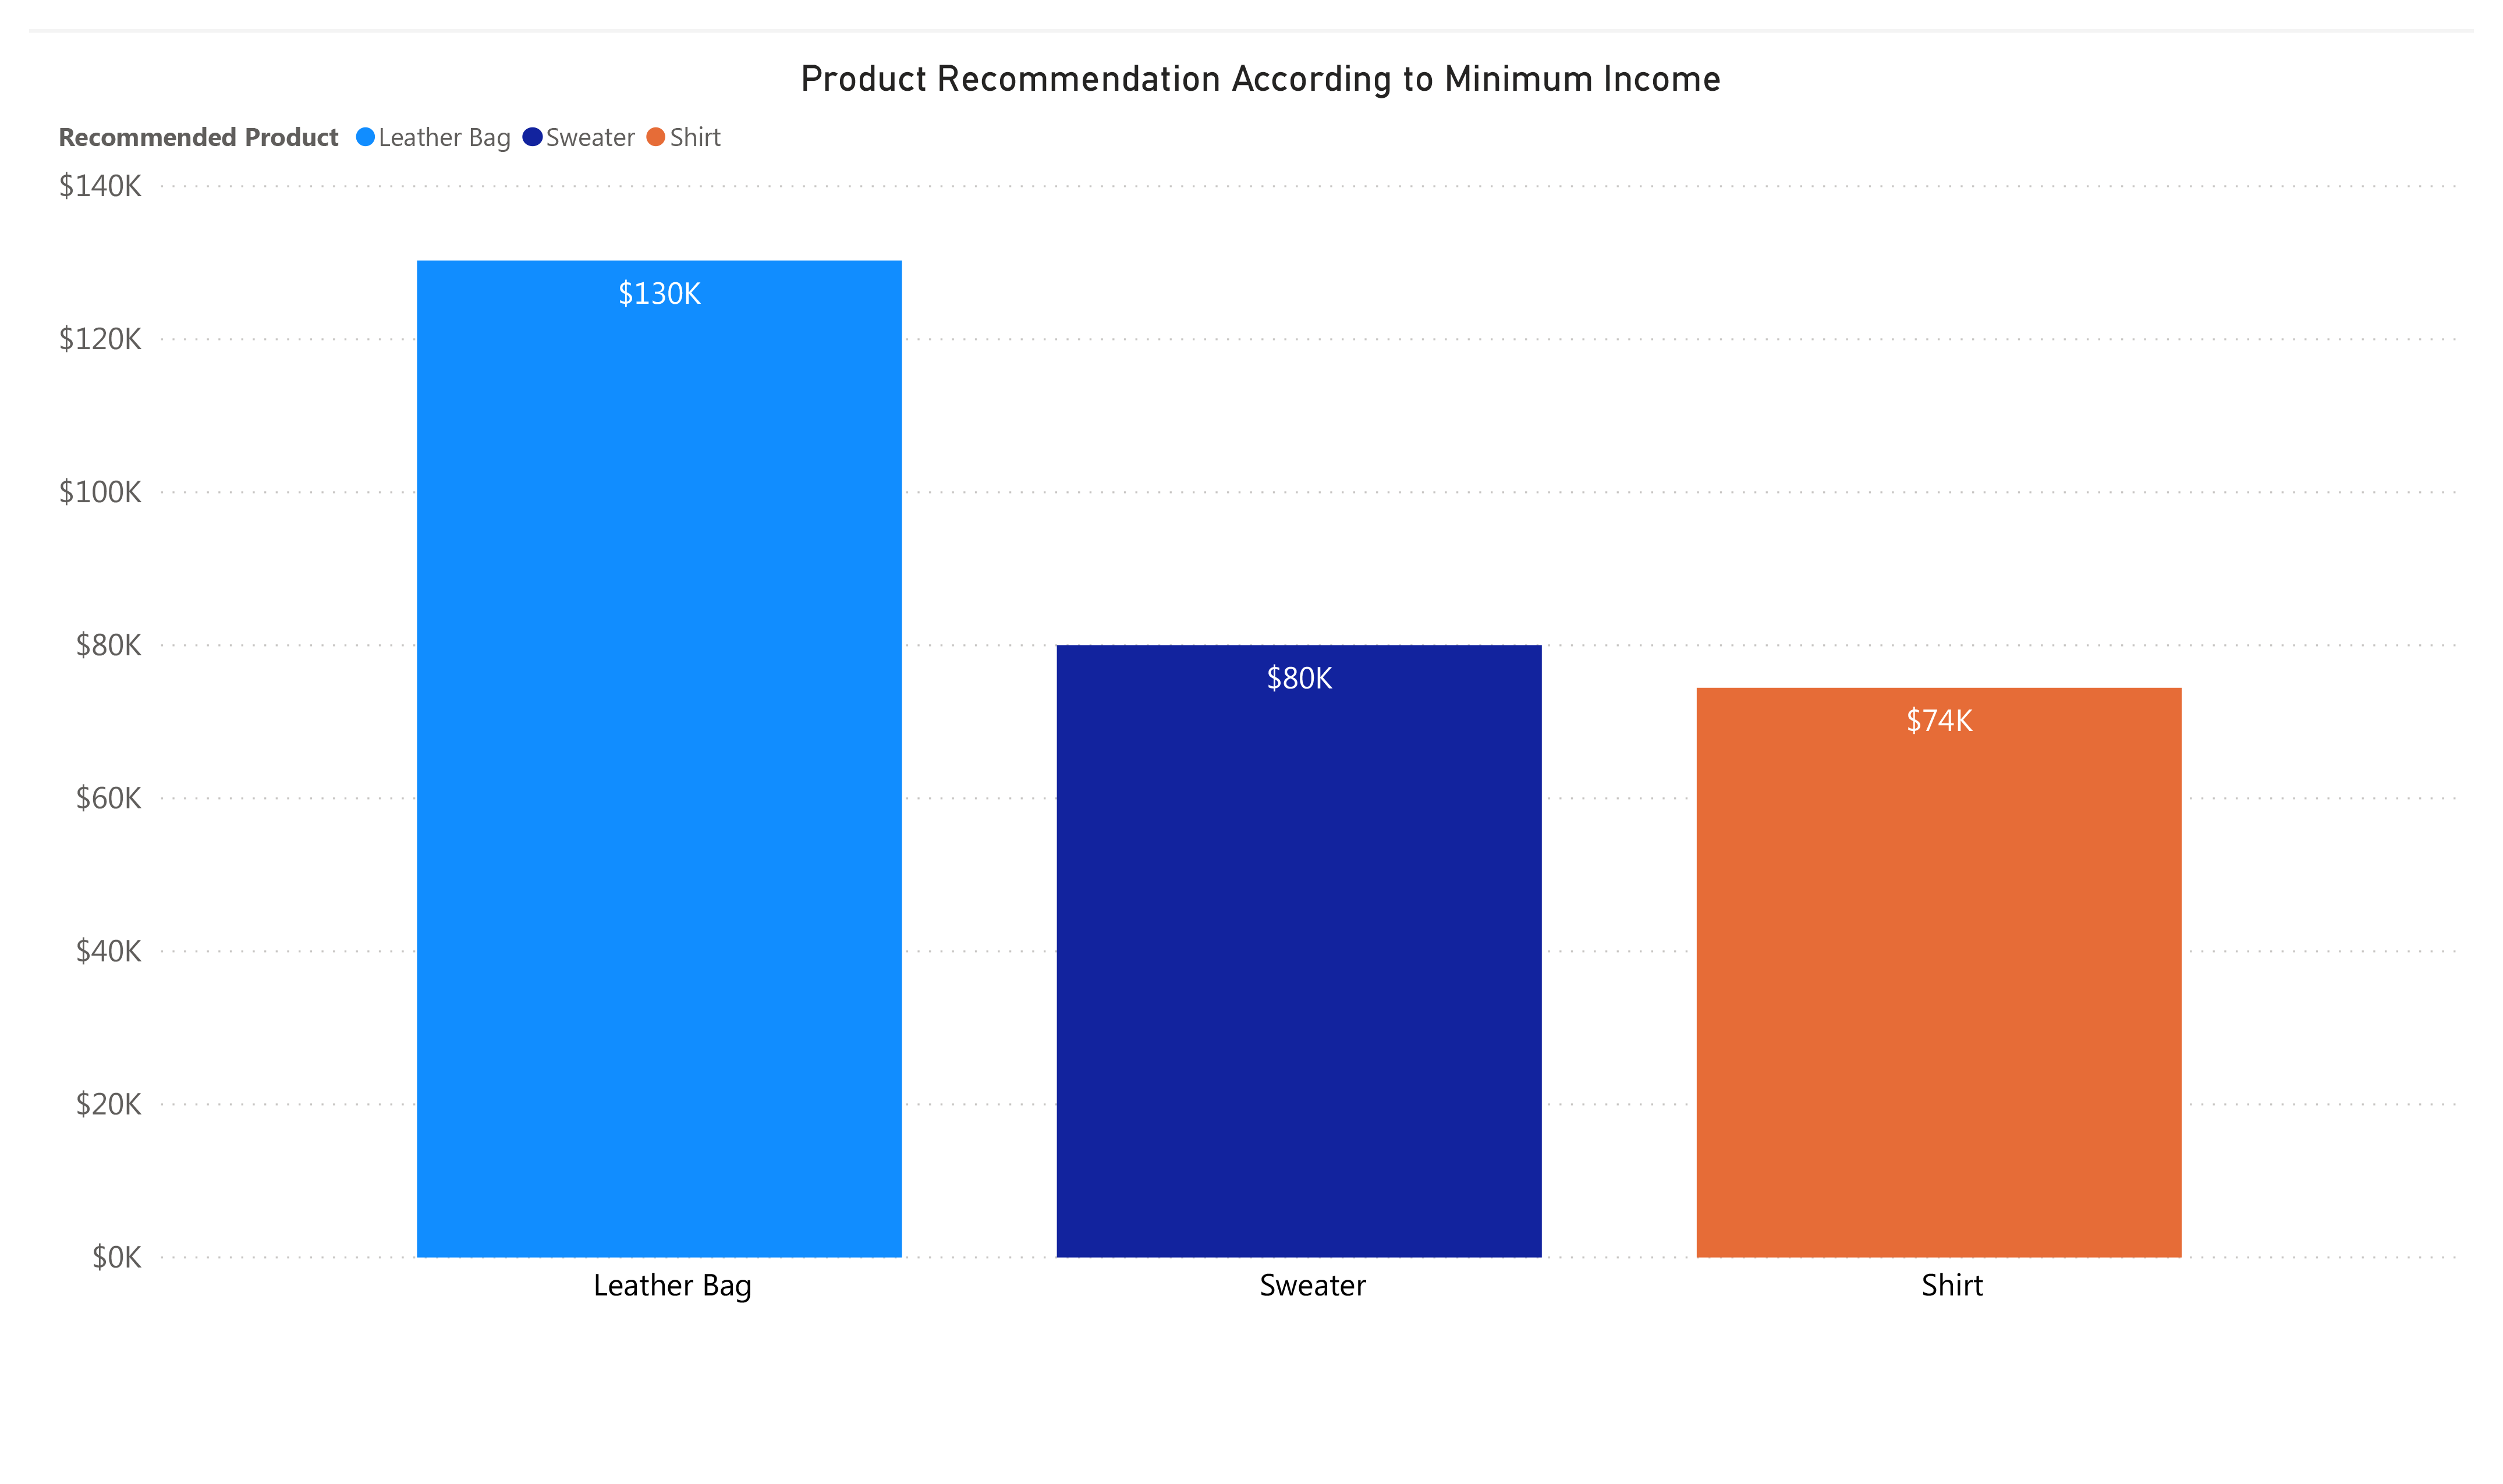 Product Recommendation According to Minimum Income
Recommended Product Leather Bag Sweater Shirt
$140K
$130K
$120K
$100K
$80K
$80K
$74K
$60K
$40K
$20K
$0K
Leather Bag Sweater Shirt